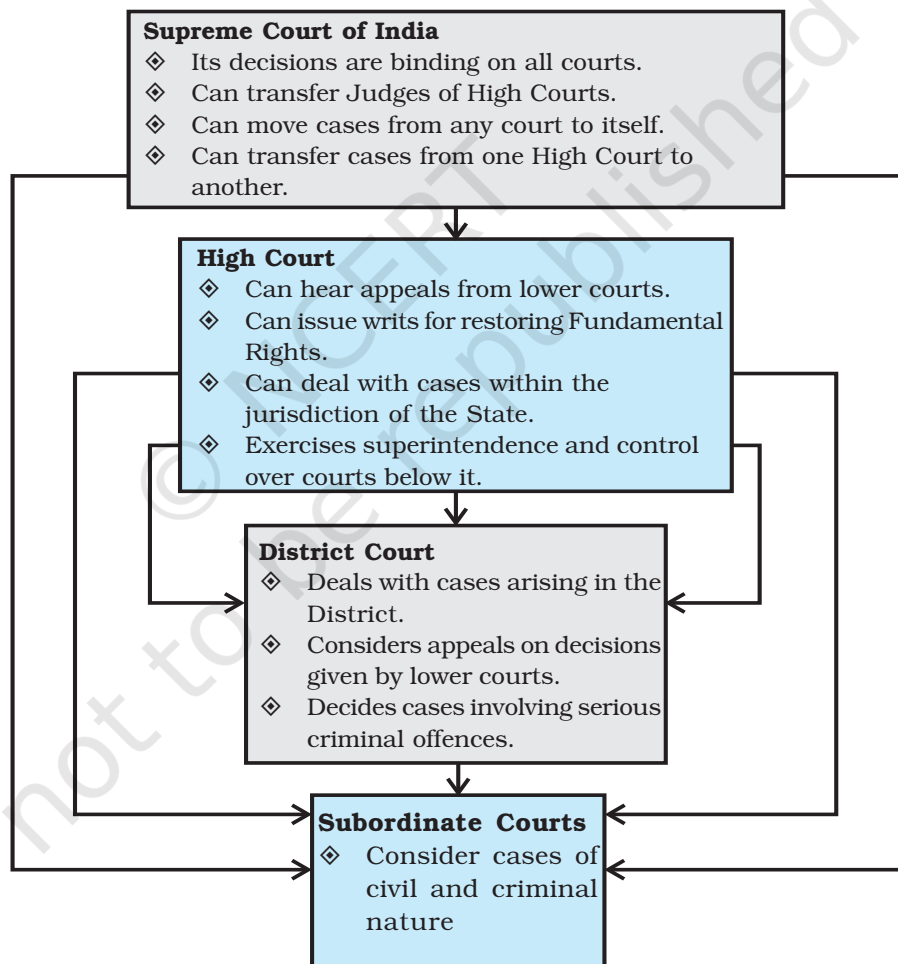 Supreme Court of India
◈ Its decisions are binding on all courts.
◈ Can transfer Judges of High Courts.
◈ Can move cases from any court to itself.
◈ Can transfer cases from one High Court to
another.
High Court
◈ Can hear appeals from lower courts.
◈ Can issue writs for restoring Fundamental
Rights.
◈ Can deal with cases within the
jurisdiction of the State.
◈ Exercises superintendence and control
over courts below it.
District Court
◈ Deals with cases arising in the
District.
◈ Considers appeals on decisions
given by lower courts.
◈ Decides cases involving serious
criminal offences.
Subordinate Courts
◈ Consider cases of
civil and criminal
nature
© NCERT
not to be republished